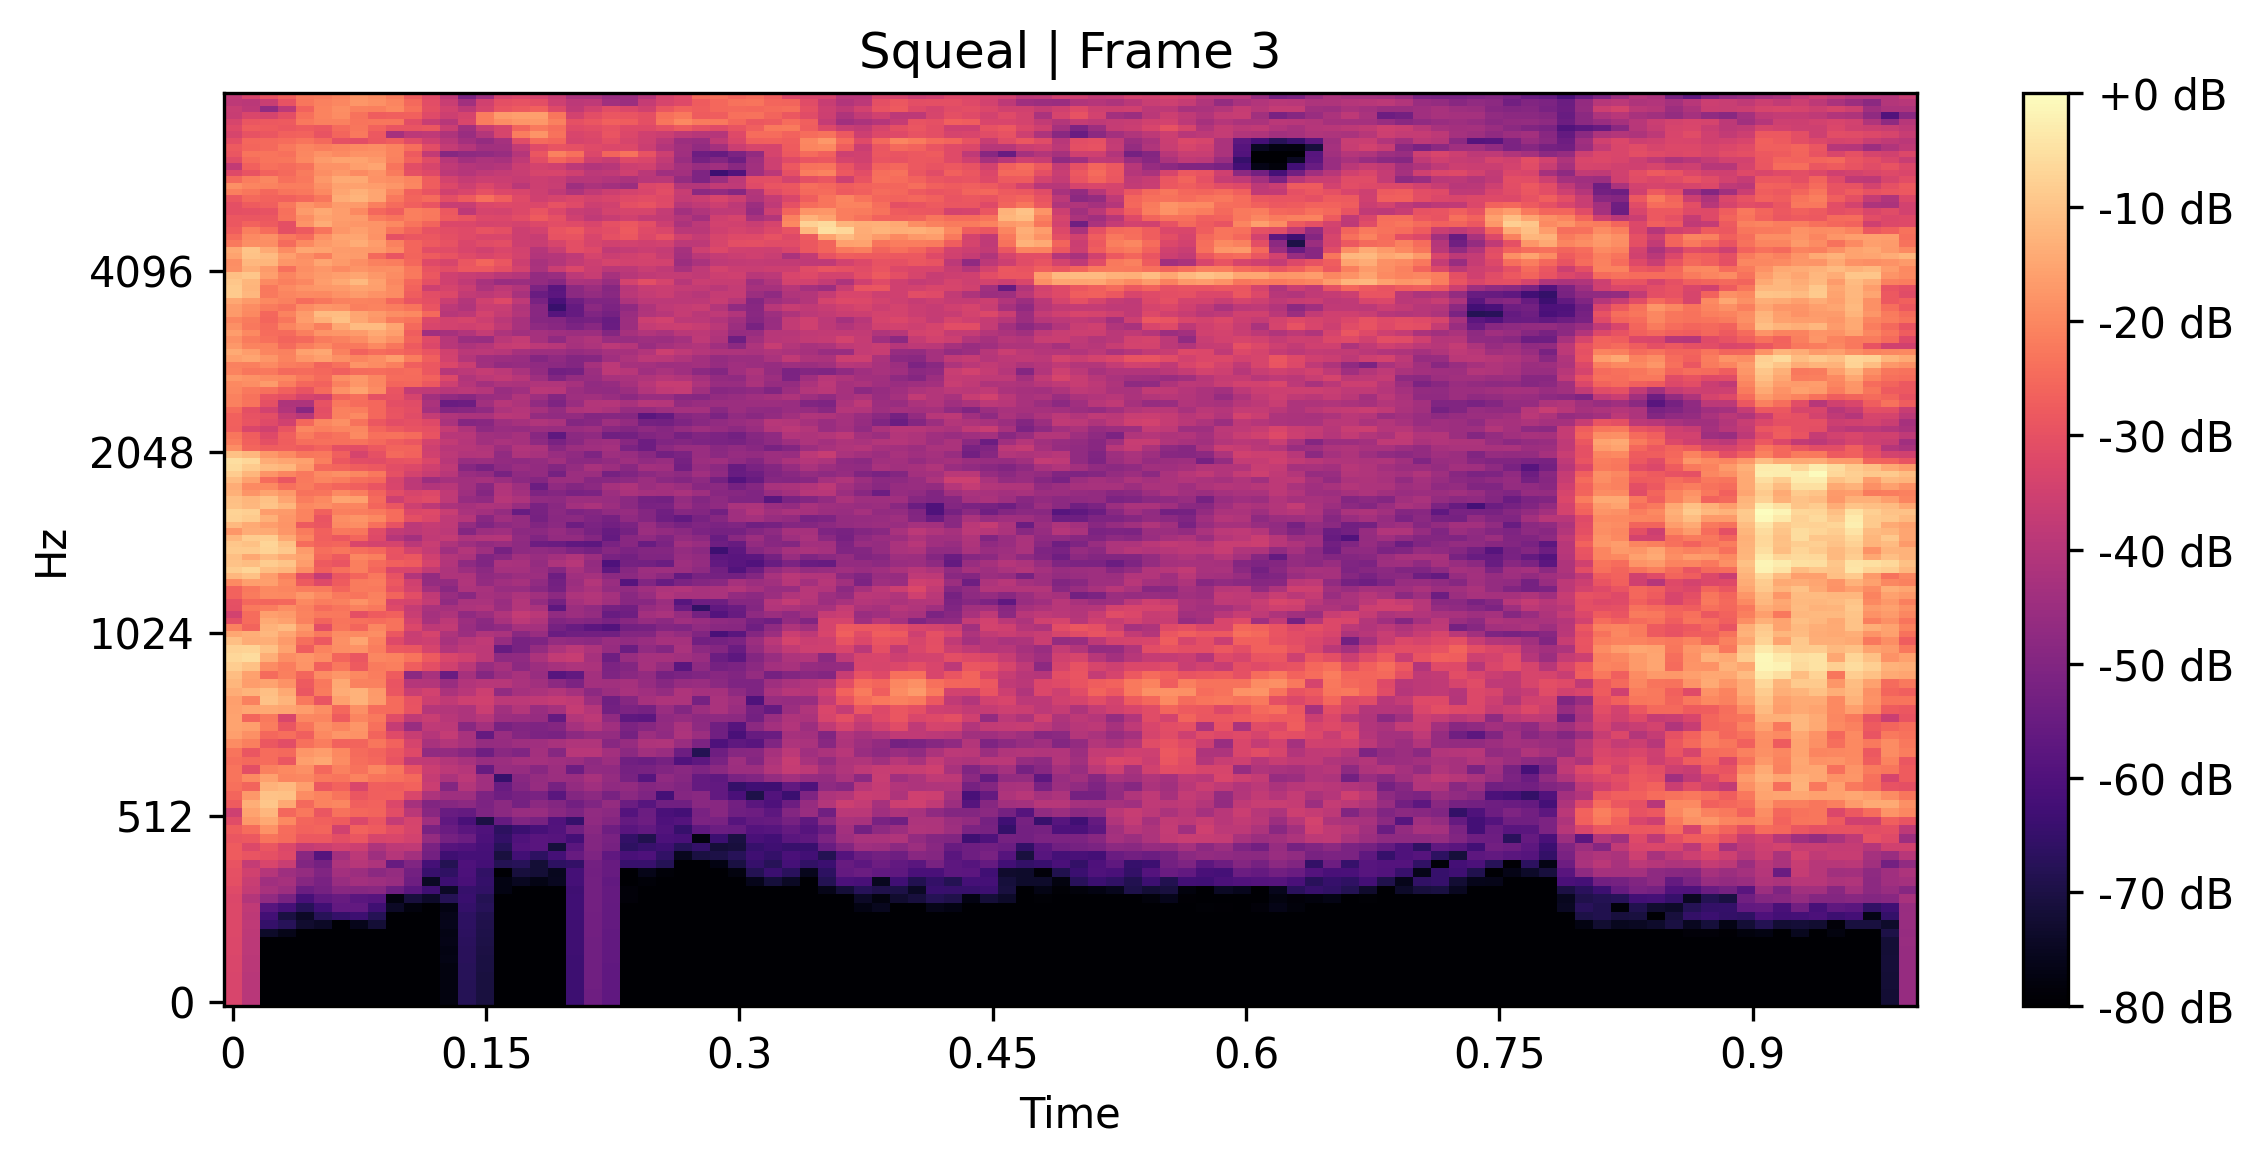 Squeal | Frame 3
+0 dB
-10 dB
-20 dB
-30 dB
-40 dB
-50 dB
-60 dB
-70 dB
-80 dB
Hz
4096
2048
1024
512
0
0 0.15 0.3 0.45 0.6 0.75 0.9
Time